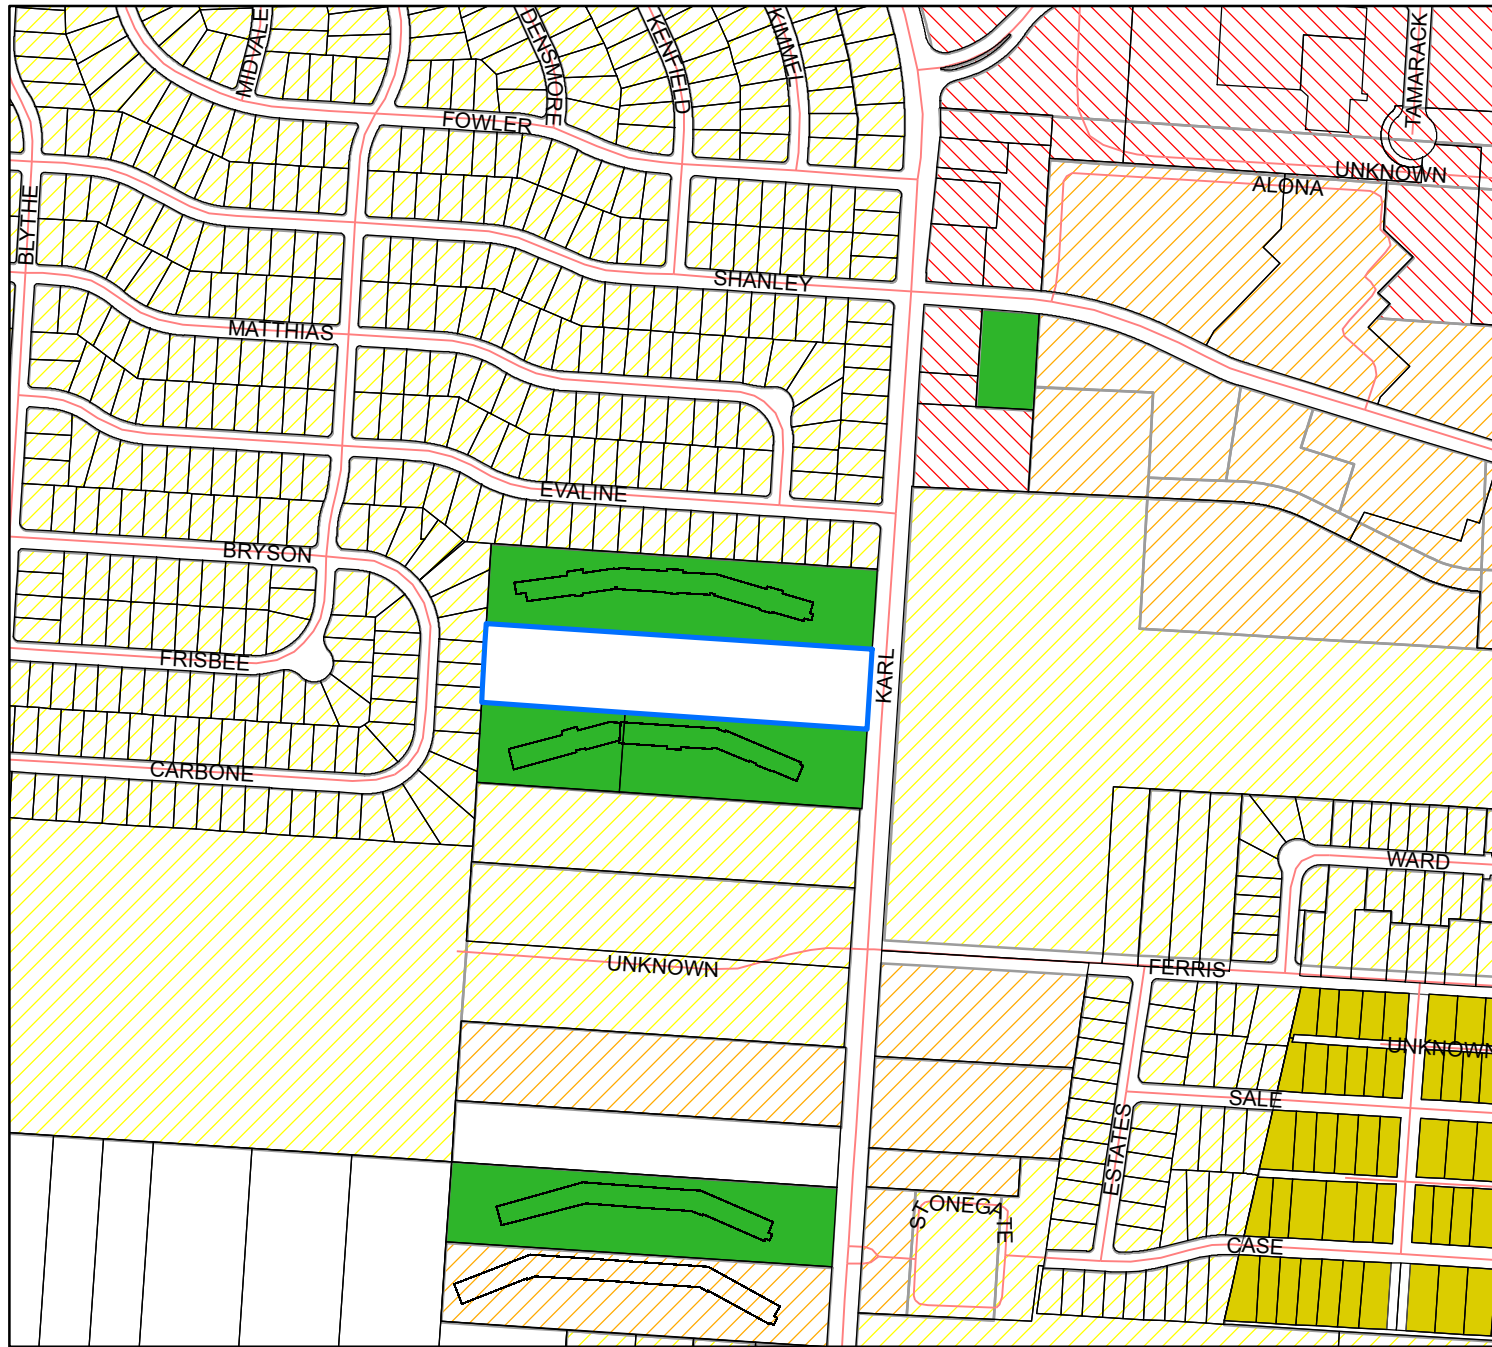 MIDVALE
DENSMORE
KENFIELD
KIMMEL
TAMARACK
FOWLER
UNKNOWN
ALONA
BLYTHE
SHANLEY
MATTHIAS
EVALINE
BRYSON
FRISBEE
KARL
CARBONE
WARD
UNKNOWN
FERRIS
UNKNOWN
SALE
ESTATES
STONEGATE
CASE